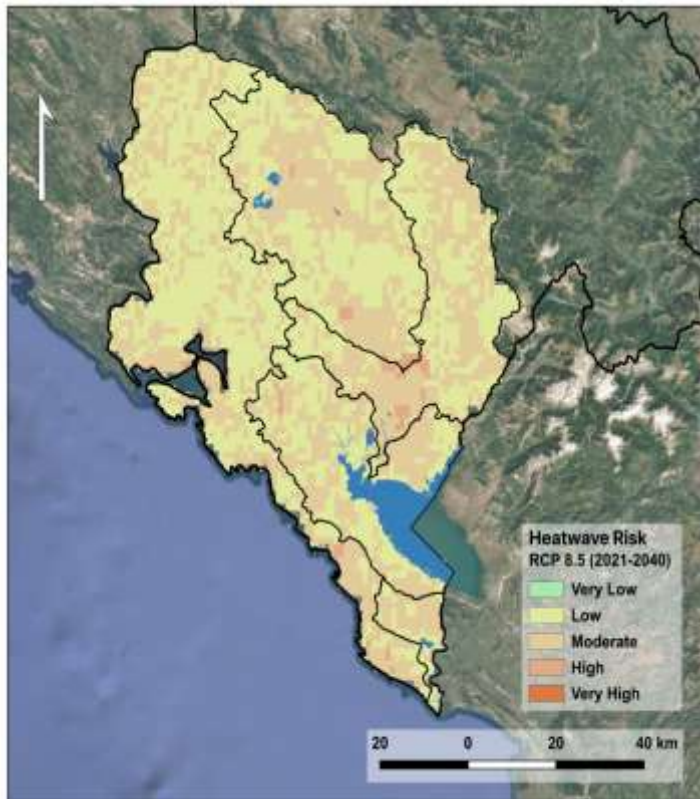 Heatwave Risk
RCP 8.5 (2021-2040)
Very Low
Low
Moderate
High
Very High
20 0 20 40 km